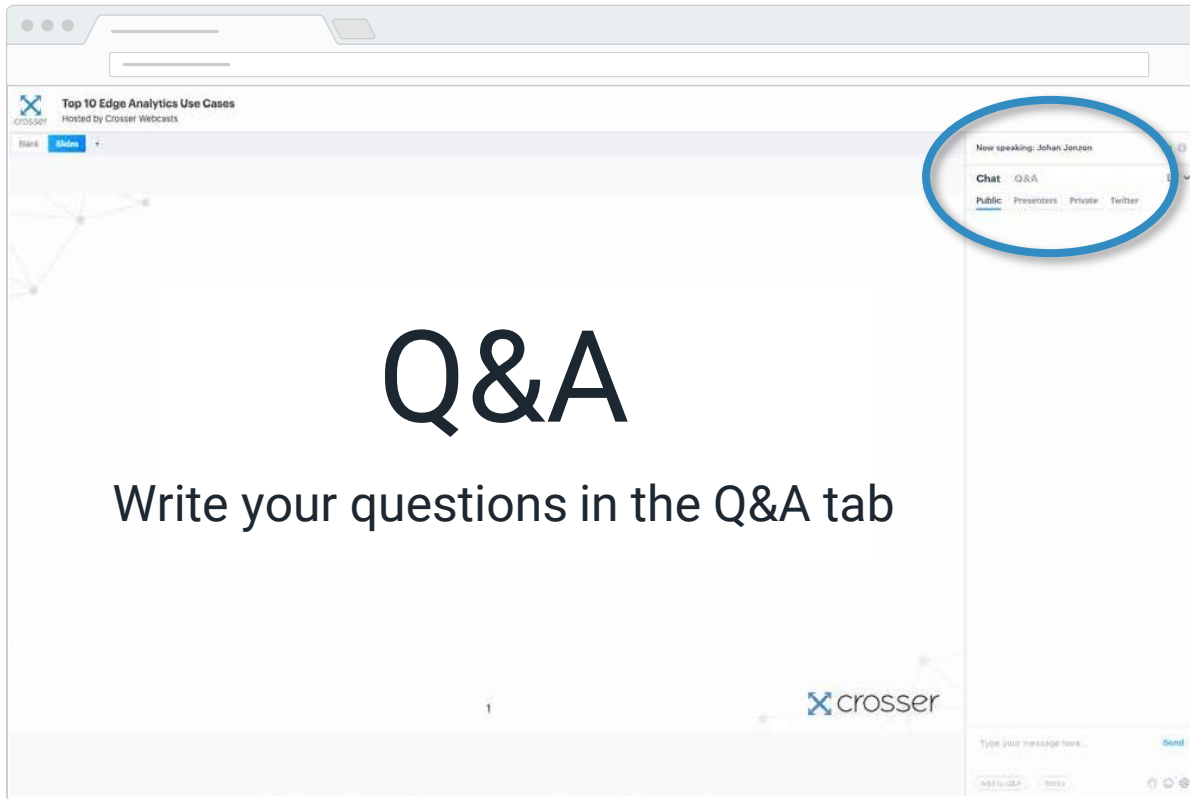 Top 10 Edge Analytics Use Cases
crosser
Hosted by Crosser Webcasts
Blank Slides +
Now speaking: Johan Jonzon
Chat Q&A
Public Presenters Private Twitter
Q&A
Write your questions in the Q&A tab
1
crosser
Type your message here... Send